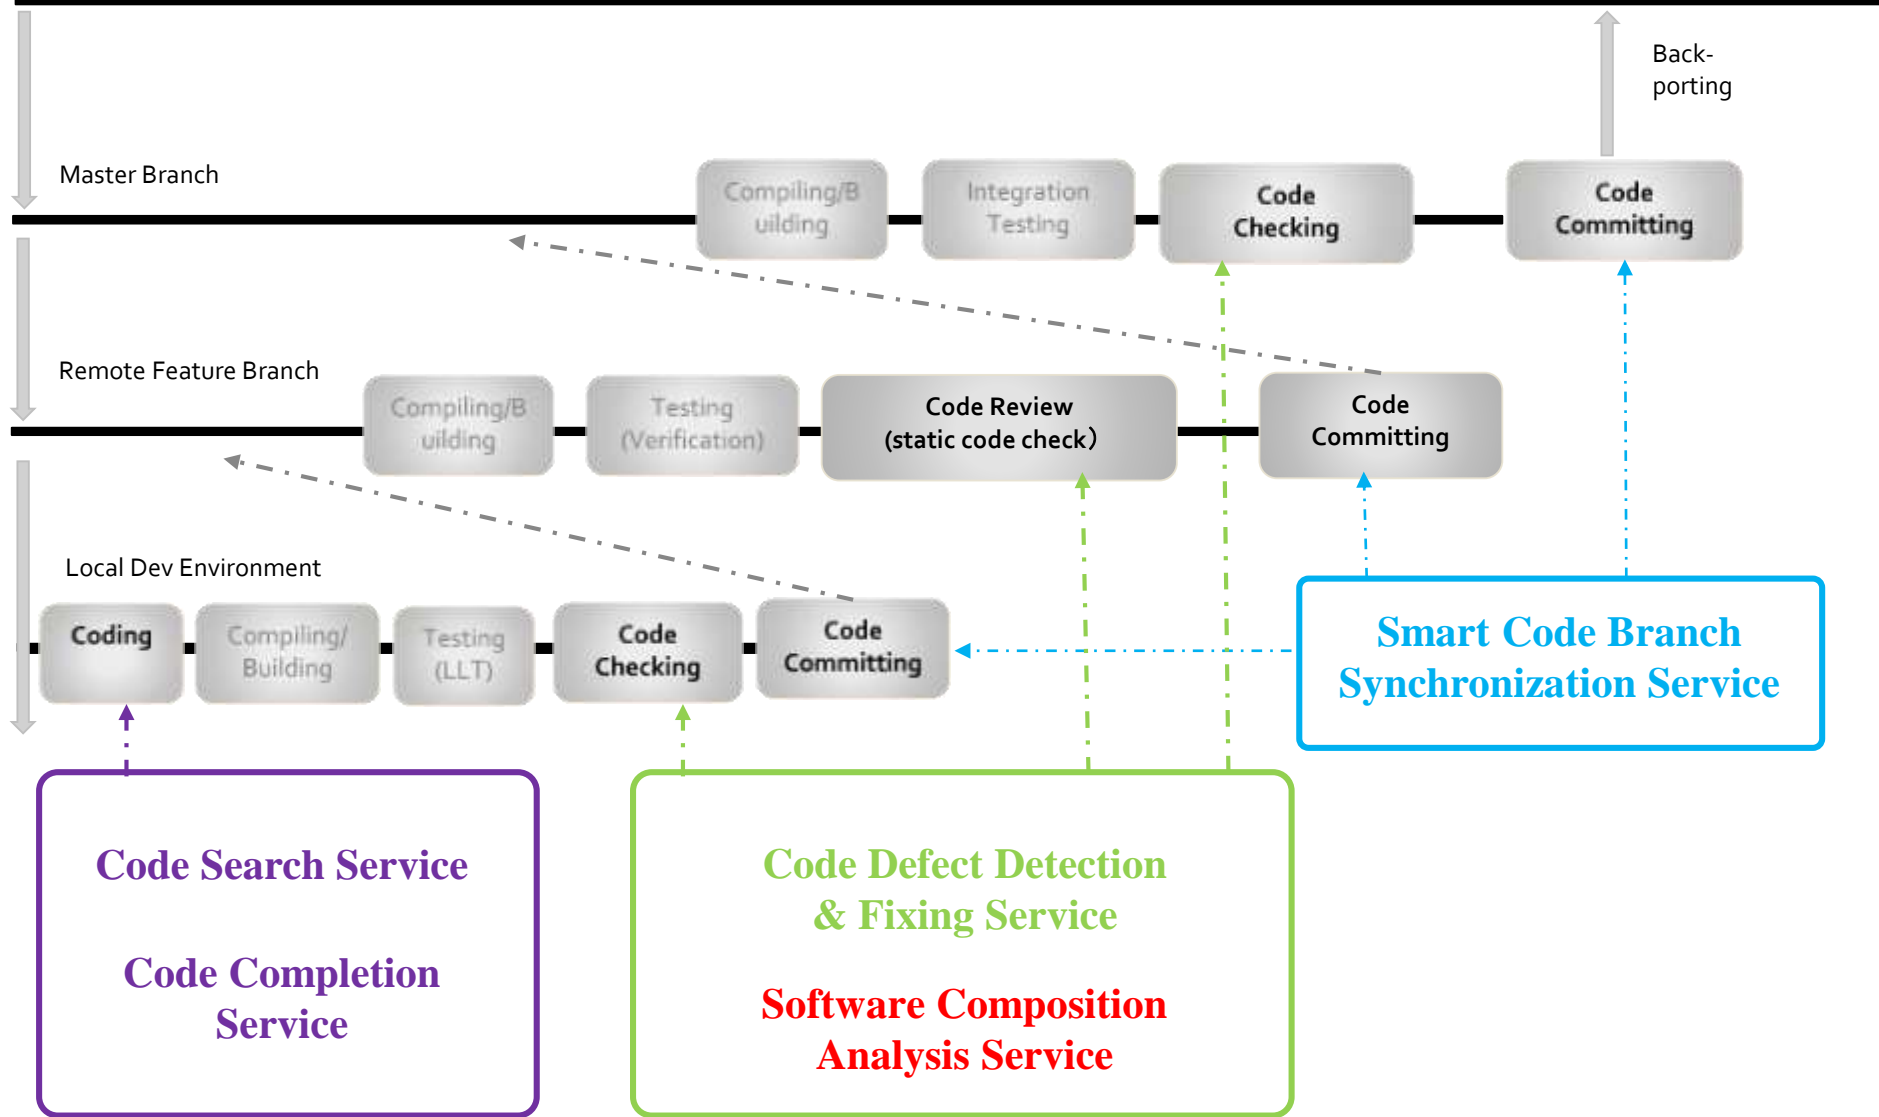 Back-
porting
Master Branch
Compiling/B
uilding
Integration
Testing
Code
Checking
Code
Committing
Remote Feature Branch
Compiling/B
uilding
Testing
(Verification)
Code Review
(static code check）
Code
Committing
Local Dev Environment
Coding
Compiling/
Building
Testing
(LLT)
Code
Checking
Code
Committing
Smart Code Branch
Synchronization Service
Code Search Service
Code Completion
Service
Code Defect Detection
& Fixing Service
Software Composition
Analysis Service